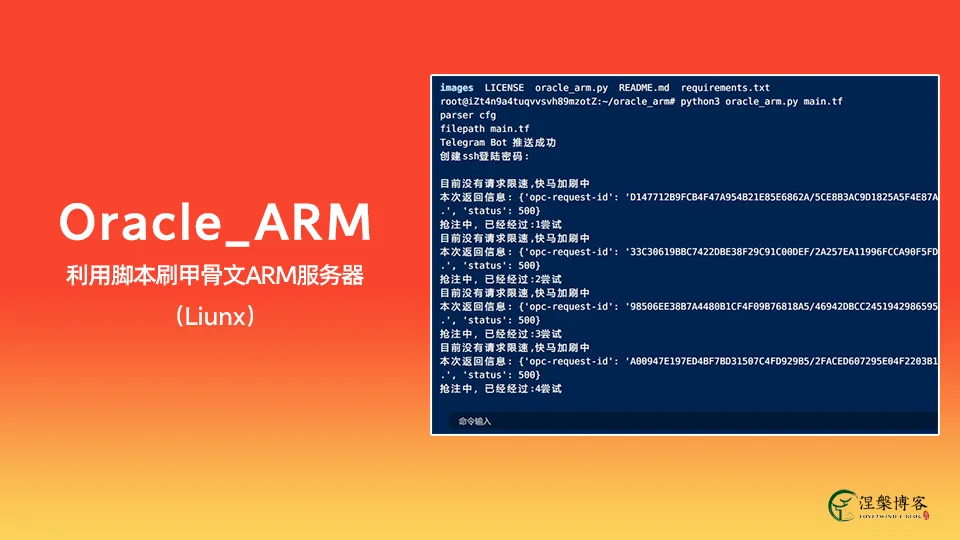 Oracle_ARM
利用脚本刷甲骨文ARM服务器
（Liunx）
images  LICENSE  oracle_arm.py  README.md  requirements.txt
root@iZt4n9a4tuqvvsvh89mzotZ:~/oracle_arm# python3 oracle_arm.py main.tf
parser cfg
filepath main.tf
Telegram Bot 推送成功
创建ssh登陆密码：
目前没有请求限速,快马加刷中
本次返回信息: {'opc-request-id': 'D147712B9FCB4F47A954B21E85E6862A/5CE8B3AC9D1825A5F4E87A
.', 'status': 500}
抢注中，已经经过:1尝试
目前没有请求限速,快马加刷中
本次返回信息: {'opc-request-id': '33C30619BBC7422DBE38F29C91C00DEF/2A257EA11996FCCA90F5FD
.', 'status': 500}
抢注中，已经经过:2尝试
目前没有请求限速,快马加刷中
本次返回信息: {'opc-request-id': '98506EE38B7A4480B1CF4F09B76818A5/46942DBCC2451942986595
.', 'status': 500}
抢注中，已经经过:3尝试
目前没有请求限速,快马加刷中
本次返回信息: {'opc-request-id': 'A00947E197ED4BF7BD31507C4FD929B5/2FACED607295E04F2203B1
.', 'status': 500}
抢注中，已经经过:4尝试
命令输入
涅槃博客